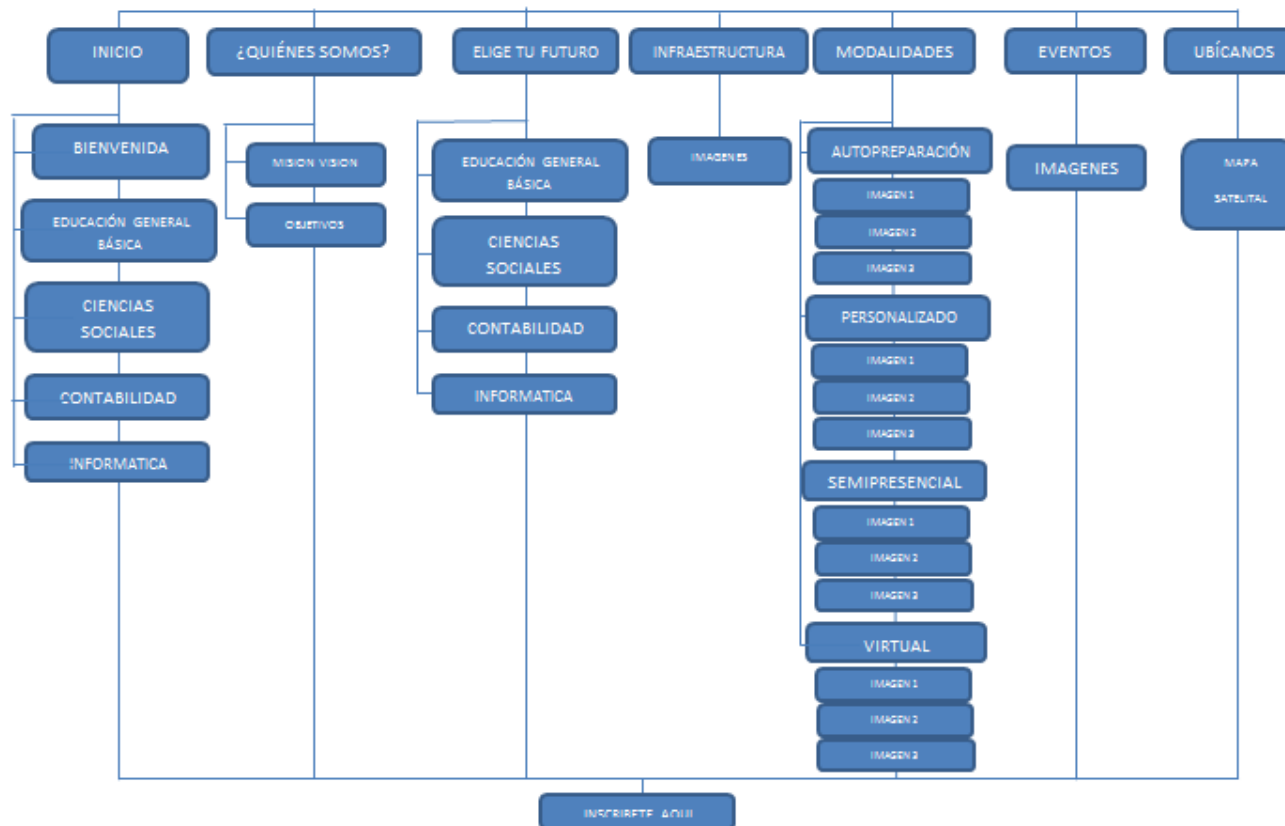 INICIO
¿QUIÉNES SOMOS?
ELIGE TU FUTURO
INFRAESTRUCTURA
MODALIDADES
EVENTOS
UBÍCANOS
BIENVENIDA
EDUCACIÓN GENERAL
BÁSICA
CIENCIAS
SOCIALES
CONTABILIDAD
INFORMATICA
MISION VISION
OBJETIVOS
EDUCACIÓN GENERAL
BÁSICA
CIENCIAS
SOCIALES
CONTABILIDAD
INFORMATICA
IMAGENES
AUTOPREPARACIÓN
IMAGEN 1
IMAGEN 2
IMAGEN 3
PERSONALIZADO
IMAGEN 1
IMAGEN 2
IMAGEN 3
SEMIPRESENCIAL
IMAGEN 1
IMAGEN 2
IMAGEN 3
VIRTUAL
IMAGEN 1
IMAGEN 2
IMAGEN 3
IMAGENES
MAPA
SATELITAL
INSCRIBETE AQUI